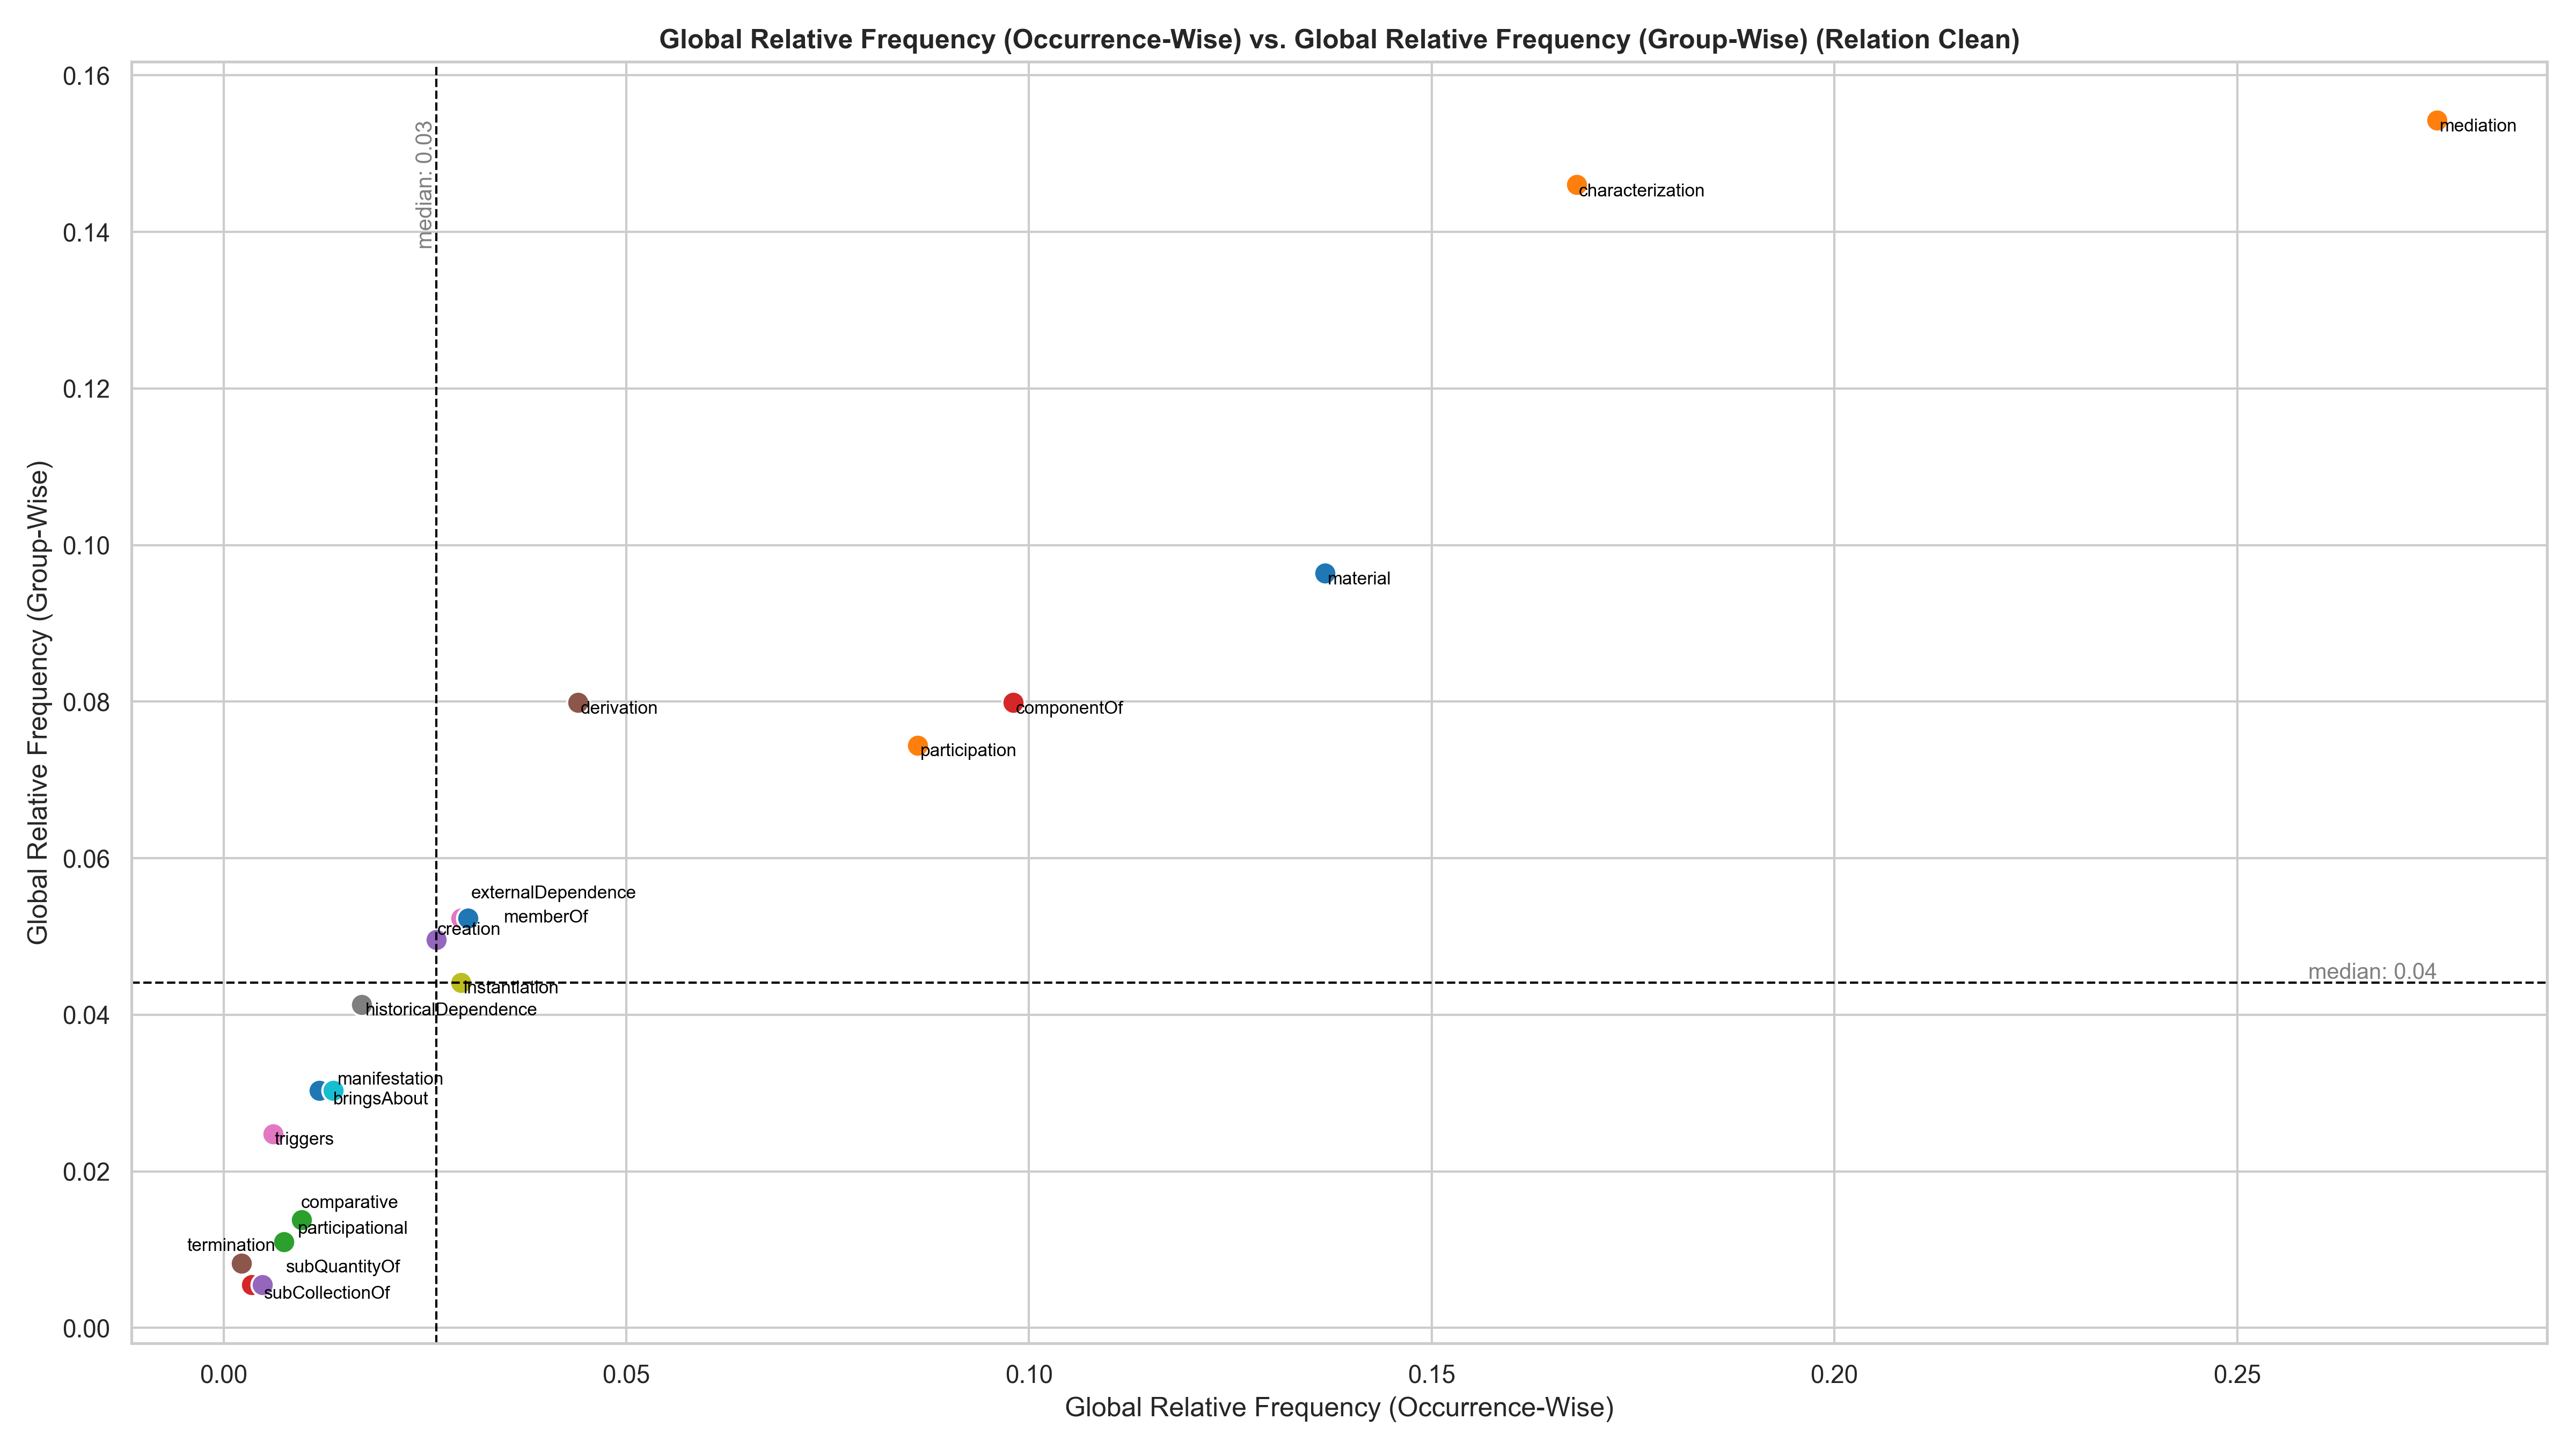 Global Relative Frequency (Occurrence-Wise) vs. Global Relative Frequency (Group-Wise) (Relation Clean)
0.16
0.14
0.12
0.10
0.08
0.06
0.04
0.02
0.00
Global Relative Frequency (Group-Wise)
median: 0.03
mediation
characterization
material
derivation
componentOf
participation
externalDependence
memberOf
creation
median: 0.04
instantiation
historicalDependence
manifestation
bringsAbout
triggers
comparative
participational
termination
subQuantityOf
subCollectionOf
0.00
0.05
0.10
0.15
0.20
0.25
Global Relative Frequency (Occurrence-Wise)